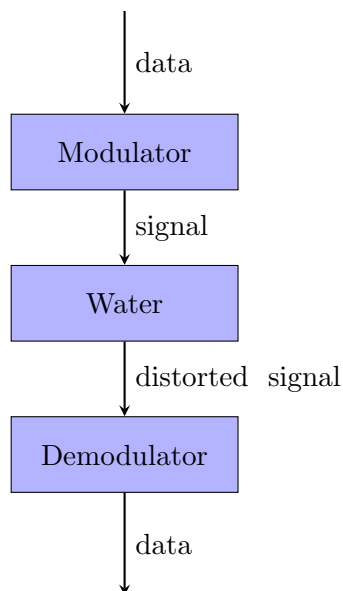 data
Modulator
signal
Water
distorted signal
Demodulator
data